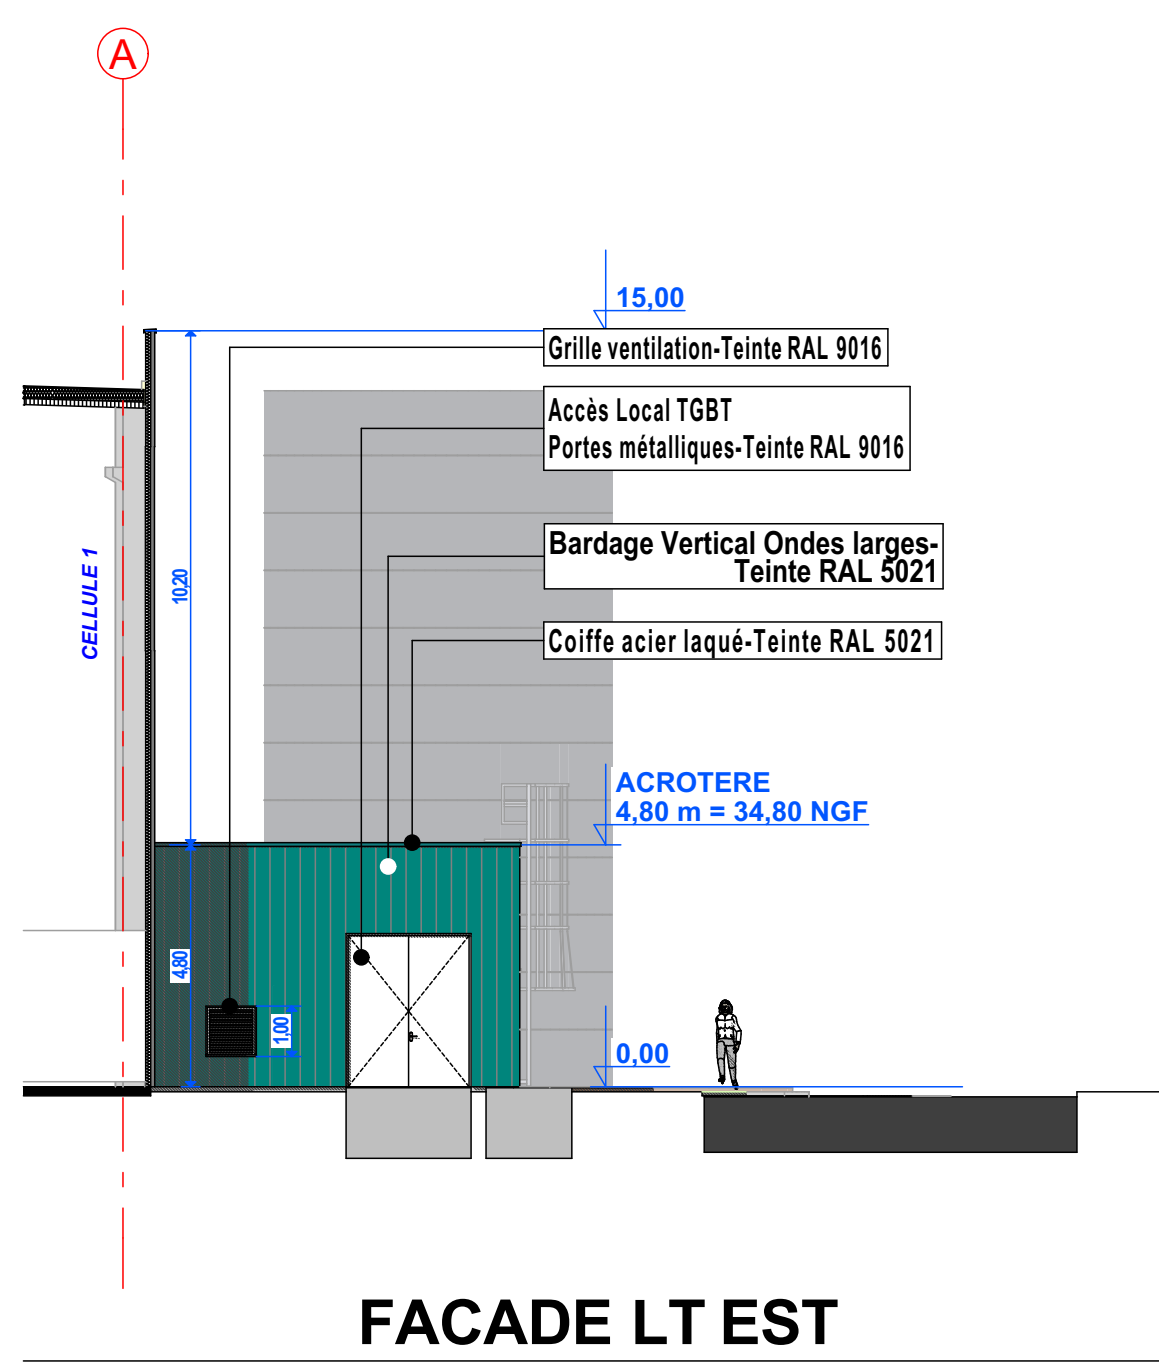 A
15,00
Grille ventilation-Teinte RAL 9016
Accès Local TGBT
Portes métalliques-Teinte RAL 9016
Bardage Vertical Ondes larges-
Teinte RAL 5021
CELLULE 1
10,20
Coiffe acier laqué-Teinte RAL 5021
ACROTERE
4,80 m = 34,80 NGF
4,80
1,00
0,00
FACADE LT EST